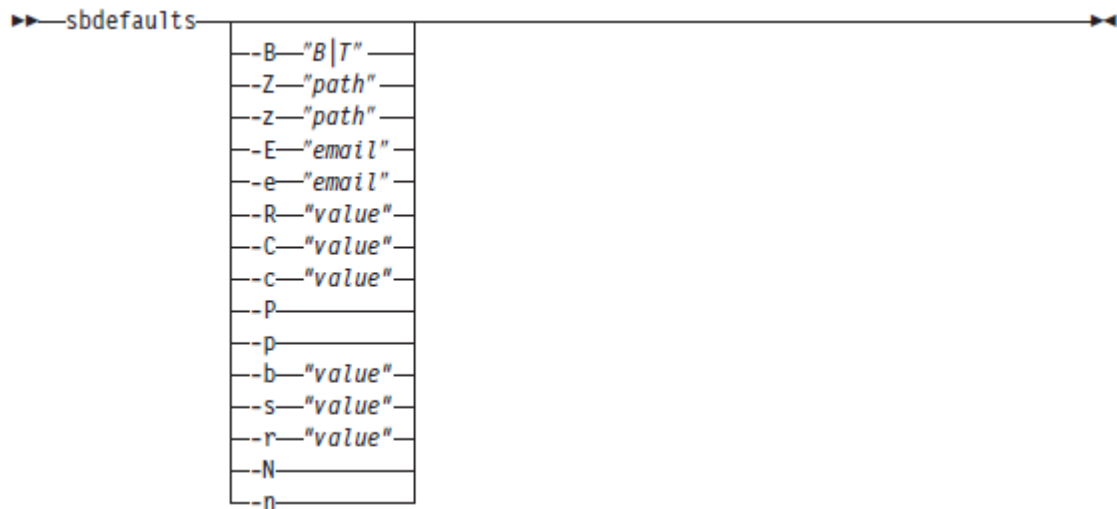 sbdefaults
-B "B|T"
-Z "path"
-z "path"
-E "email"
-e "email"
-R "value"
-C "value"
-c "value"
-P
-p
-b "value"
-s "value"
-r "value"
-N
-n